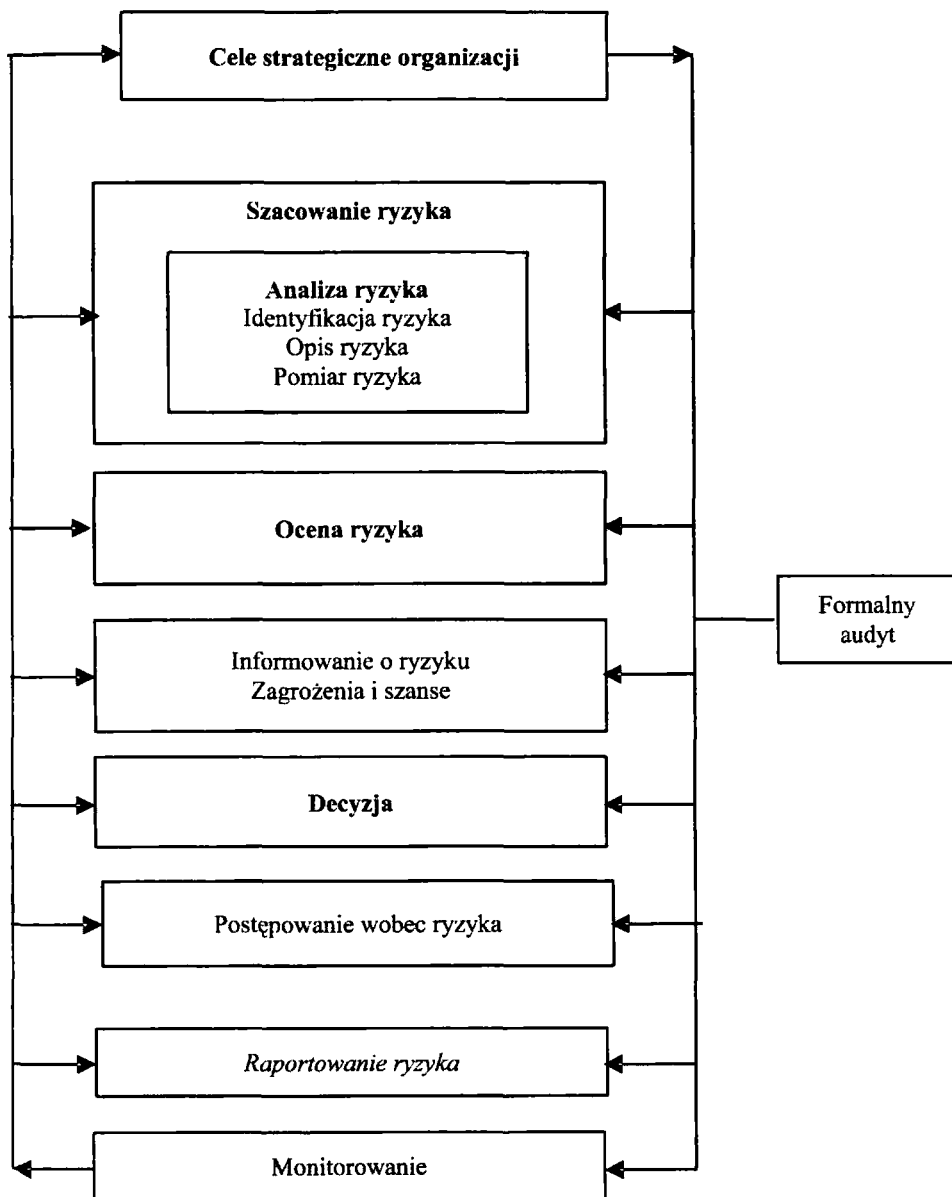 Cele strategiczne organizacji
Szacowanie ryzyka
Analiza ryzyka
Identyfikacja ryzyka
Opis ryzyka
Pomiar ryzyka
Ocena ryzyka
Formalny
audyt
Informowanie o ryzyku
Zagrożenia i szanse
Decyzja
Postępowanie wobec ryzyka
Raportowanie ryzyka
Monitorowanie